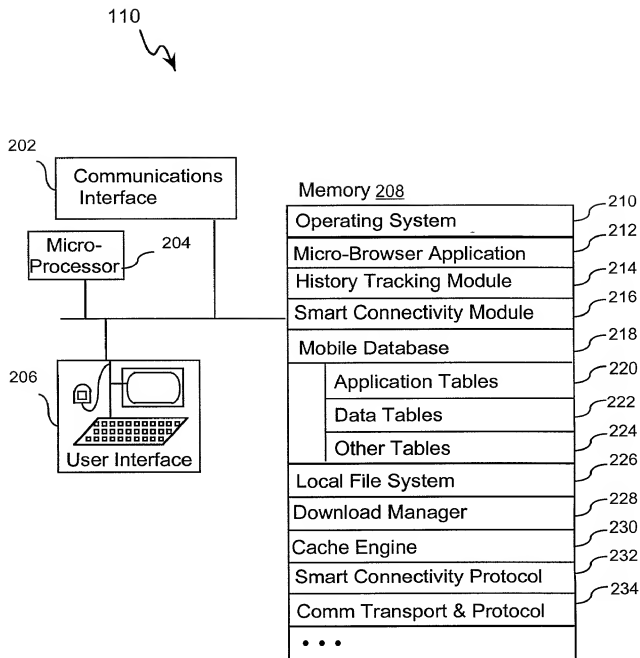 110
202
Communications
Interface
Micro-
Processor
204
206
User Interface
Memory 208
Operating System
210
Micro-Browser Application
212
History Tracking Module
214
Smart Connectivity Module
216
Mobile Database
218
Application Tables
220
Data Tables
222
Other Tables
224
Local File System
226
Download Manager
228
Cache Engine
230
Smart Connectivity Protocol
232
Comm Transport & Protocol
234
• • •